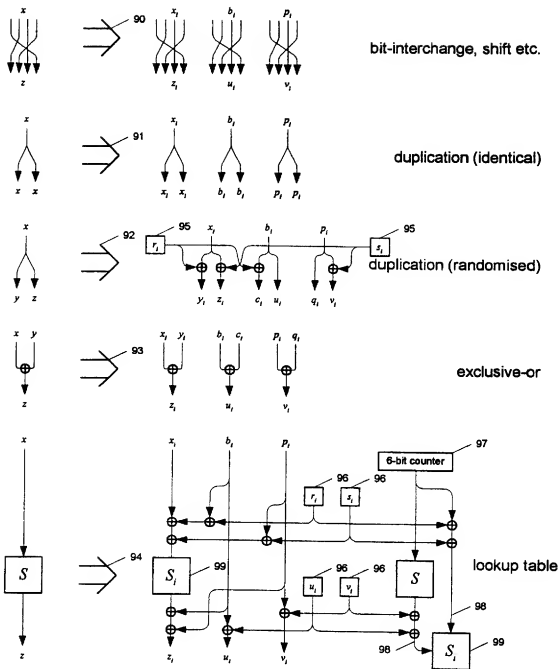 x 90 x_i b_i p_i
bit-interchange, shift etc.
z z_i u_i v_i
x 91 x_i b_i p_i
duplication (identical)
x x x_i x_i b_i b_i p_i p_i
x 92 95 x_i b_i p_i 95
r_i s_i
duplication (randomised)
y z y_i z_i c_i u_i q_i v_i
x y 93 x_i y_i b_i c_i p_i q_i
exclusive-or
z z_i u_i v_i
x x_i b_i p_i 97
6-bit counter
96 96
r_i s_i
94 99 96 96
lookup table
S S_i u_i v_i S
98 98 99
S_i
z z_i u_i v_i